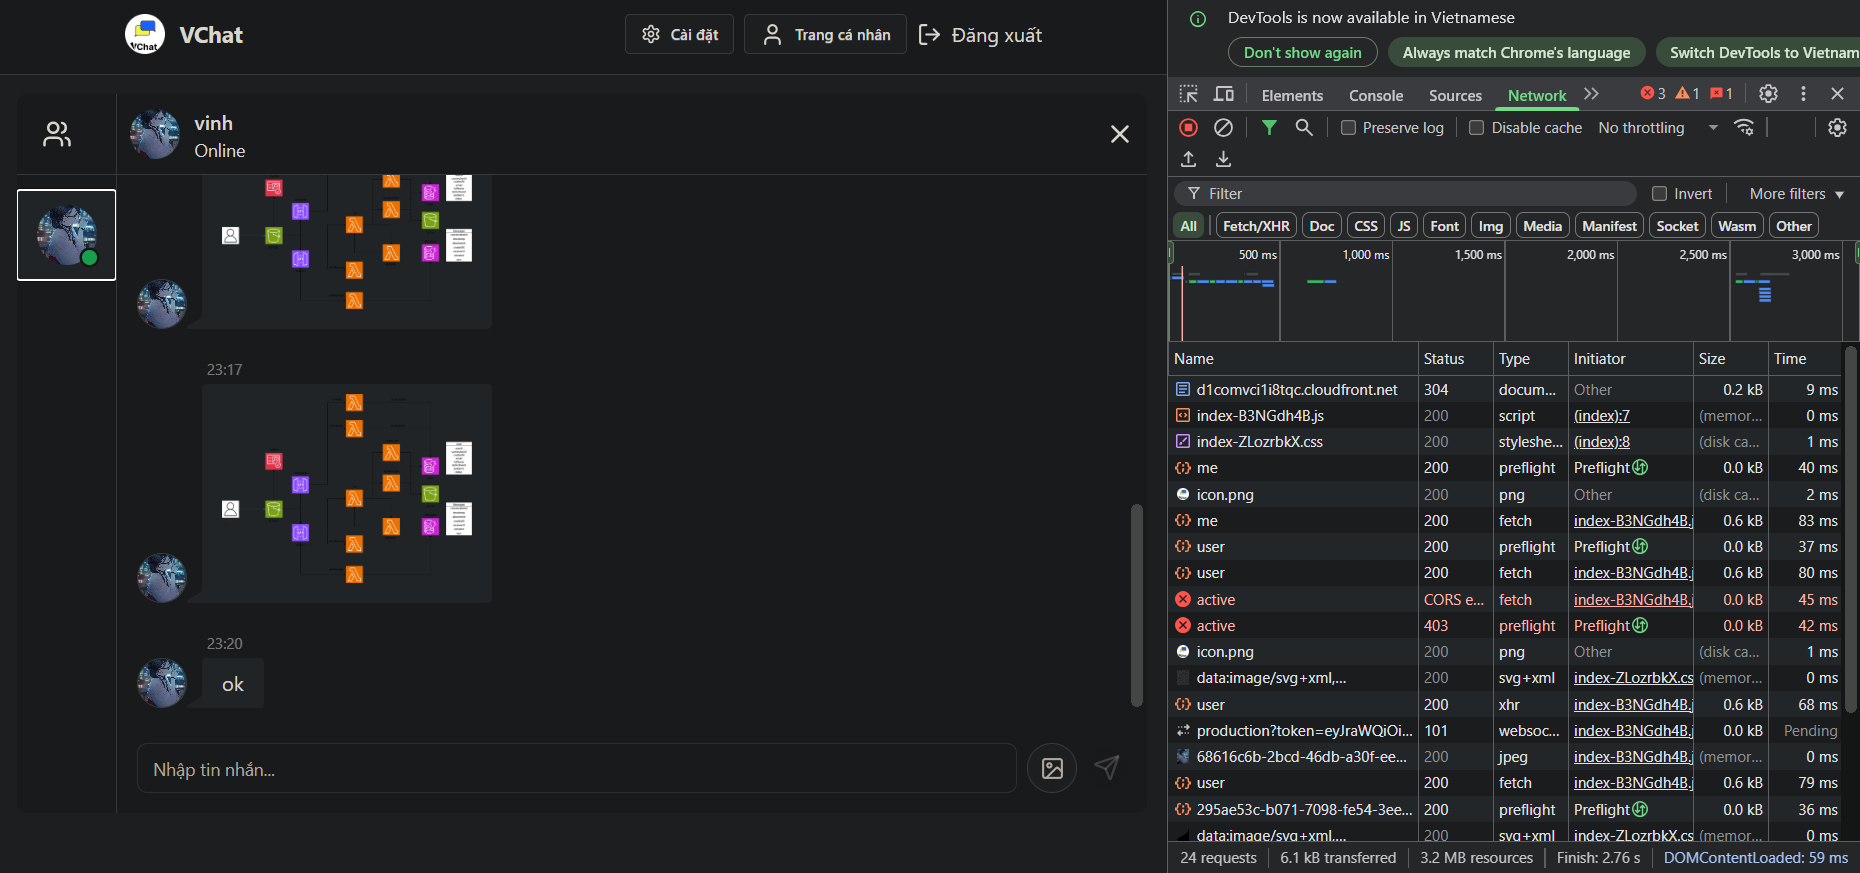 VChat
VChat
Cài đặt
Trang cá nhân
Đăng xuất
vinh
Online
23:17
23:20
ok
Nhập tin nhắn...
DevTools is now available in Vietnamese
Don't show again
Always match Chrome's language
Switch DevTools to Vietnam
Elements
Console
Sources
Network
3
1
1
Preserve log
Disable cache
No throttling
Filter
Invert
More filters
All
Fetch/XHR
Doc
CSS
JS
Font
Img
Media
Manifest
Socket
Wasm
Other
500 ms
1,000 ms
1,500 ms
2,000 ms
2,500 ms
3,000 ms
Name Status Type Initiator Size Time
d1comvci1i8tqc.cloudfront.net 304 docum... Other 0.2 kB 9 ms
index-B3NGdh4B.js 200 script (index):7 (memor... 0 ms
index-ZLozrbkX.css 200 styleshe... (index):8 (disk ca... 1 ms
me 200 preflight Preflight 0.0 kB 40 ms
icon.png 200 png Other (disk ca... 2 ms
me 200 fetch index-B3NGdh4B.j 0.6 kB 83 ms
user 200 preflight Preflight 0.0 kB 37 ms
user 200 fetch index-B3NGdh4B.j 0.6 kB 80 ms
active CORS e... fetch index-B3NGdh4B.j 0.0 kB 45 ms
active 403 preflight Preflight 0.0 kB 42 ms
icon.png 200 png Other (disk ca... 1 ms
data:image/svg+xml,... 200 svg+xml index-ZLozrbkX.cs (memor... 0 ms
user 200 xhr index-B3NGdh4B.j 0.6 kB 68 ms
production?token=eyJraWQiOi... 101 websoc... index-B3NGdh4B.j 0.0 kB Pending
68616c6b-2bcd-46db-a30f-ee... 200 jpeg index-B3NGdh4B.j (memor... 0 ms
user 200 fetch index-B3NGdh4B.j 0.6 kB 79 ms
295ae53c-b071-7098-fe54-3ee... 200 preflight Preflight 0.0 kB 36 ms
data:image/svg+xml,... 200 svg+xml index-ZLozrbkX.cs (memor... 0 ms
24 requests
6.1 kB transferred
3.2 MB resources
Finish: 2.76 s
DOMContentLoaded: 59 ms